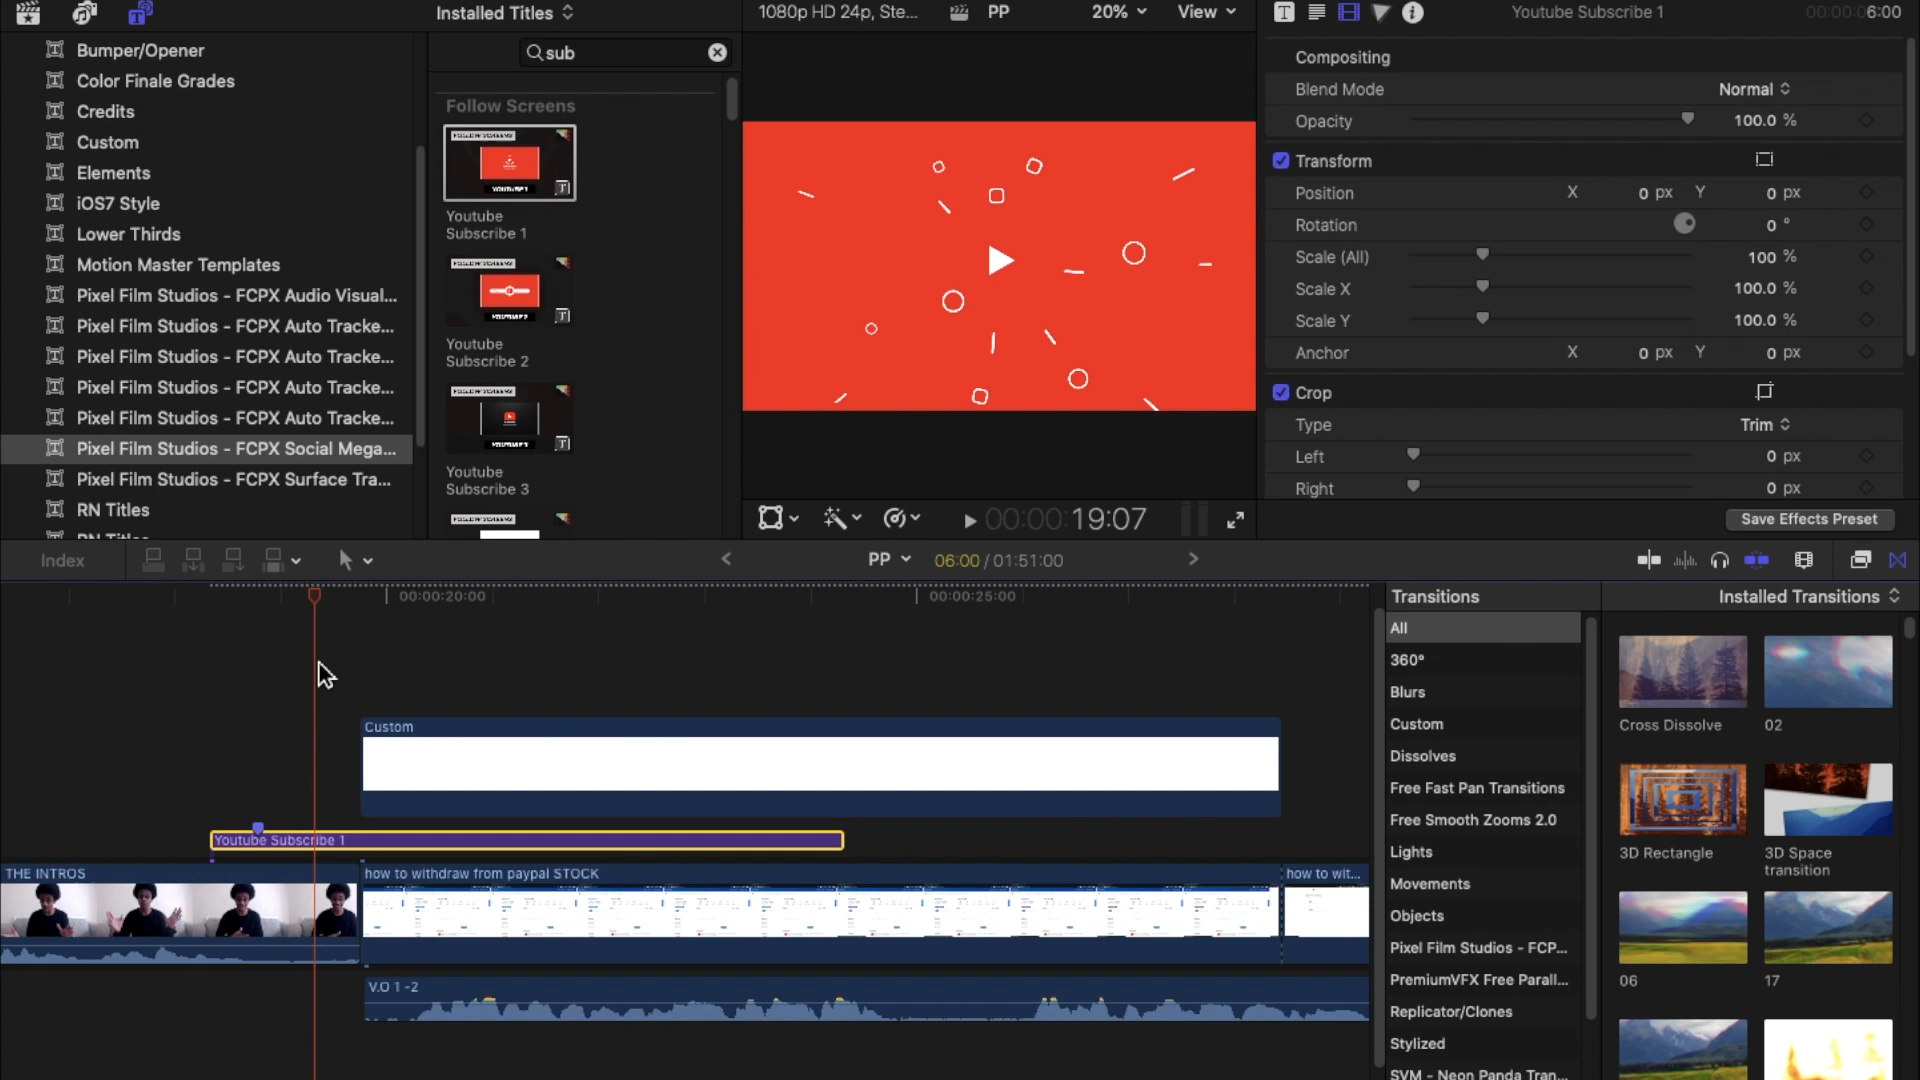 Installed Titles
1080p HD 24p, Ste...
PP
20%
View
Youtube Subscribe 1
00:00:06:00
Bumper/Opener
Color Finale Grades
Credits
Custom
Elements
iOS7 Style
Lower Thirds
Motion Master Templates
Pixel Film Studios - FCPX Audio Visual...
Pixel Film Studios - FCPX Auto Tracke...
Pixel Film Studios - FCPX Auto Tracke...
Pixel Film Studios - FCPX Auto Tracke...
Pixel Film Studios - FCPX Auto Tracke...
Pixel Film Studios - FCPX Social Mega...
Pixel Film Studios - FCPX Surface Tra...
RN Titles
RN Titles
sub
Follow Screens
Youtube
Subscribe 1
Youtube
Subscribe 2
Youtube
Subscribe 3
Compositing
Blend Mode
Normal
Opacity
100.0 %
Transform
Position
X
0 px
Y
0 px
Rotation
0 °
Scale (All)
100 %
Scale X
100.0 %
Scale Y
100.0 %
Anchor
X
0 px
Y
0 px
Crop
Type
Trim
Left
0 px
Right
0 px
Save Effects Preset
00:00:19:07
Index
PP
06:00 / 01:51:00
00:00:20:00
00:00:25:00
Custom
Youtube Subscribe 1
THE INTROS
how to withdraw from paypal STOCK
how to wit...
V.O 1 -2
Transitions
Installed Transitions
All
360°
Blurs
Custom
Dissolves
Free Fast Pan Transitions
Free Smooth Zooms 2.0
Lights
Movements
Objects
Pixel Film Studios - FCP...
PremiumVFX Free Parall...
Replicator/Clones
Stylized
SVM - Neon Panda Tran...
Cross Dissolve
02
3D Rectangle
3D Space
transition
06
17